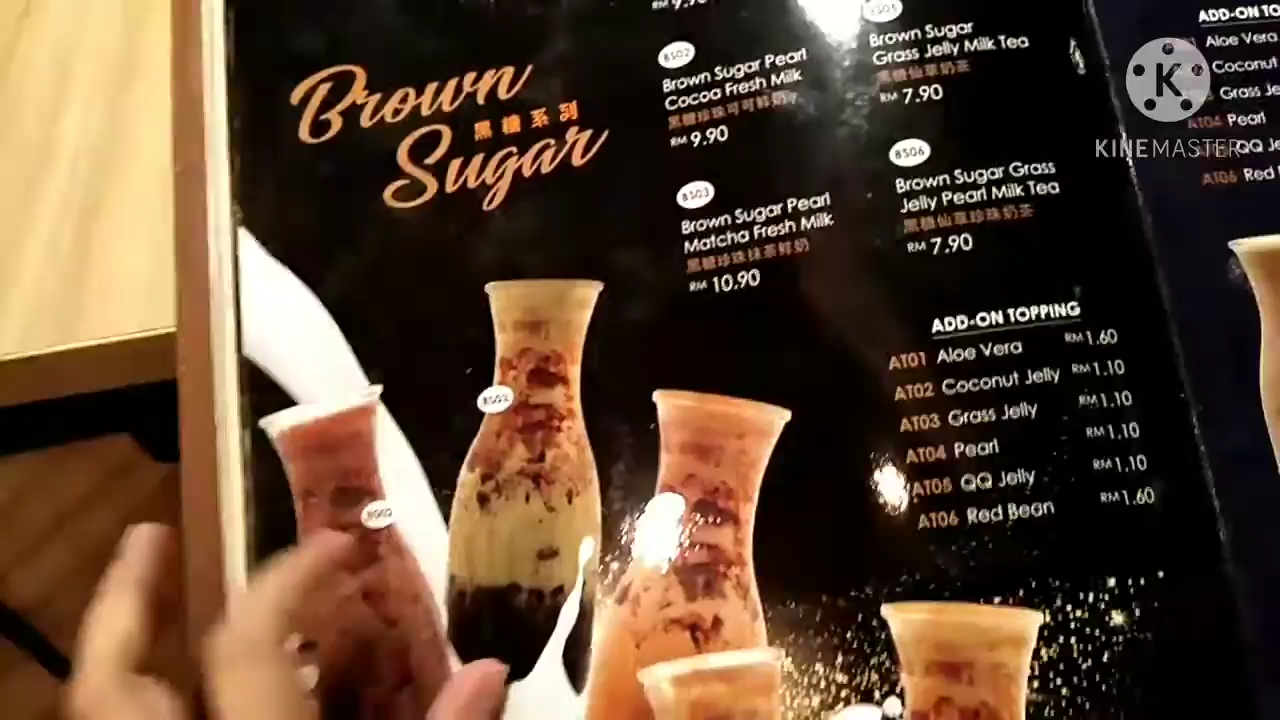 Brown
黑糖系列
Sugar
BS02
Brown Sugar Pearl
Cocoa Fresh Milk
黑糖珍珠可可鲜奶
RM 9.90
BS03
Brown Sugar Pearl
Matcha Fresh Milk
黑糖珍珠抹茶鲜奶
RM 10.90
Brown Sugar
Grass Jelly Milk Tea
黑糖仙草奶茶
RM 7.90
BS06
Brown Sugar Grass
Jelly Pearl Milk Tea
黑糖仙草珍珠奶茶
RM 7.90
ADD-ON TOPPING
AT01 Aloe Vera RM 1.60
AT02 Coconut Jelly RM 1.10
AT03 Grass Jelly RM 1.10
AT04 Pearl RM 1.10
AT05 QQ Jelly RM 1.10
AT06 Red Bean RM 1.60
ADD-ON
Aloe Vera
Coconut
Grass
AT04 Pearl
QQ
AT06 Red
K
KINEMASTER